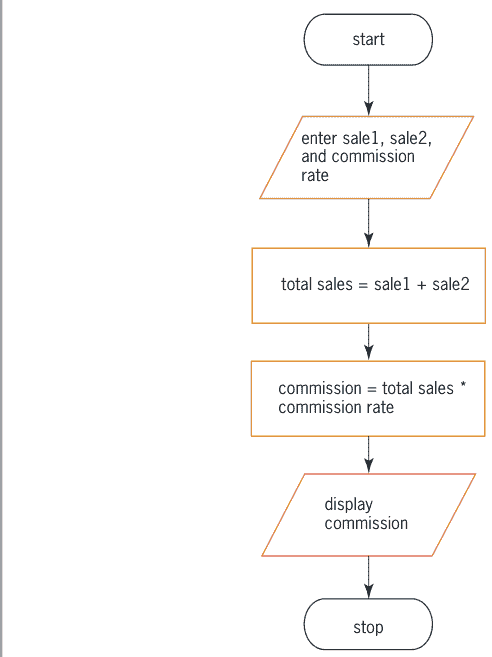 start
enter sale1, sale2,
and commission
rate
total sales = sale1 + sale2
commission = total sales *
commission rate
display
commission
stop